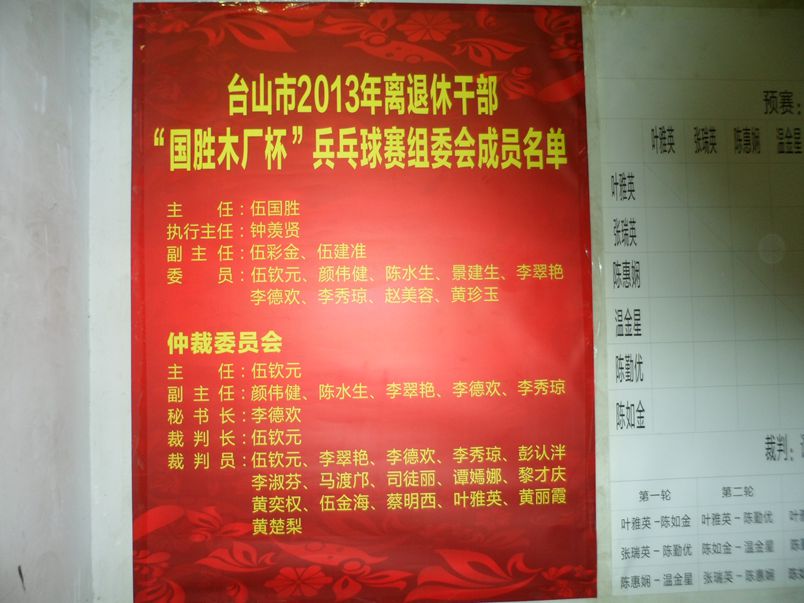 台山市2013年离退休干部
“国胜木厂杯”兵乓球赛组委会成员名单
主 任：伍国胜
执行主任：钟羡贤
副 主 任：伍彩金、伍建准
委 员：伍钦元、颜伟健、陈水生、景建生、李翠艳
李德欢、李秀琼、赵美容、黄珍玉
仲裁委员会
主 任：伍钦元
副 主 任：颜伟健、陈水生、李翠艳、李德欢、李秀琼
秘 书 长：李德欢
裁 判 长：伍钦元
裁 判 员：伍钦元、李翠艳、李德欢、李秀琼、彭认泮
李淑芬、马渡邝、司徒丽、谭嫣娜、黎才庆
黄奕权、伍金海、蔡明西、叶雅英、黄丽霞
黄楚梨
预赛：
叶雅英 张瑞英 陈惠娴 温金星
叶雅英
张瑞英
陈惠娴
温金星
陈勤优
陈如金
裁判：
第一轮 第二轮
叶雅英－陈如金 叶雅英－陈勤优
张瑞英－陈勤优 陈如金－温金星
陈惠娴－温金星 张瑞英－陈惠娴